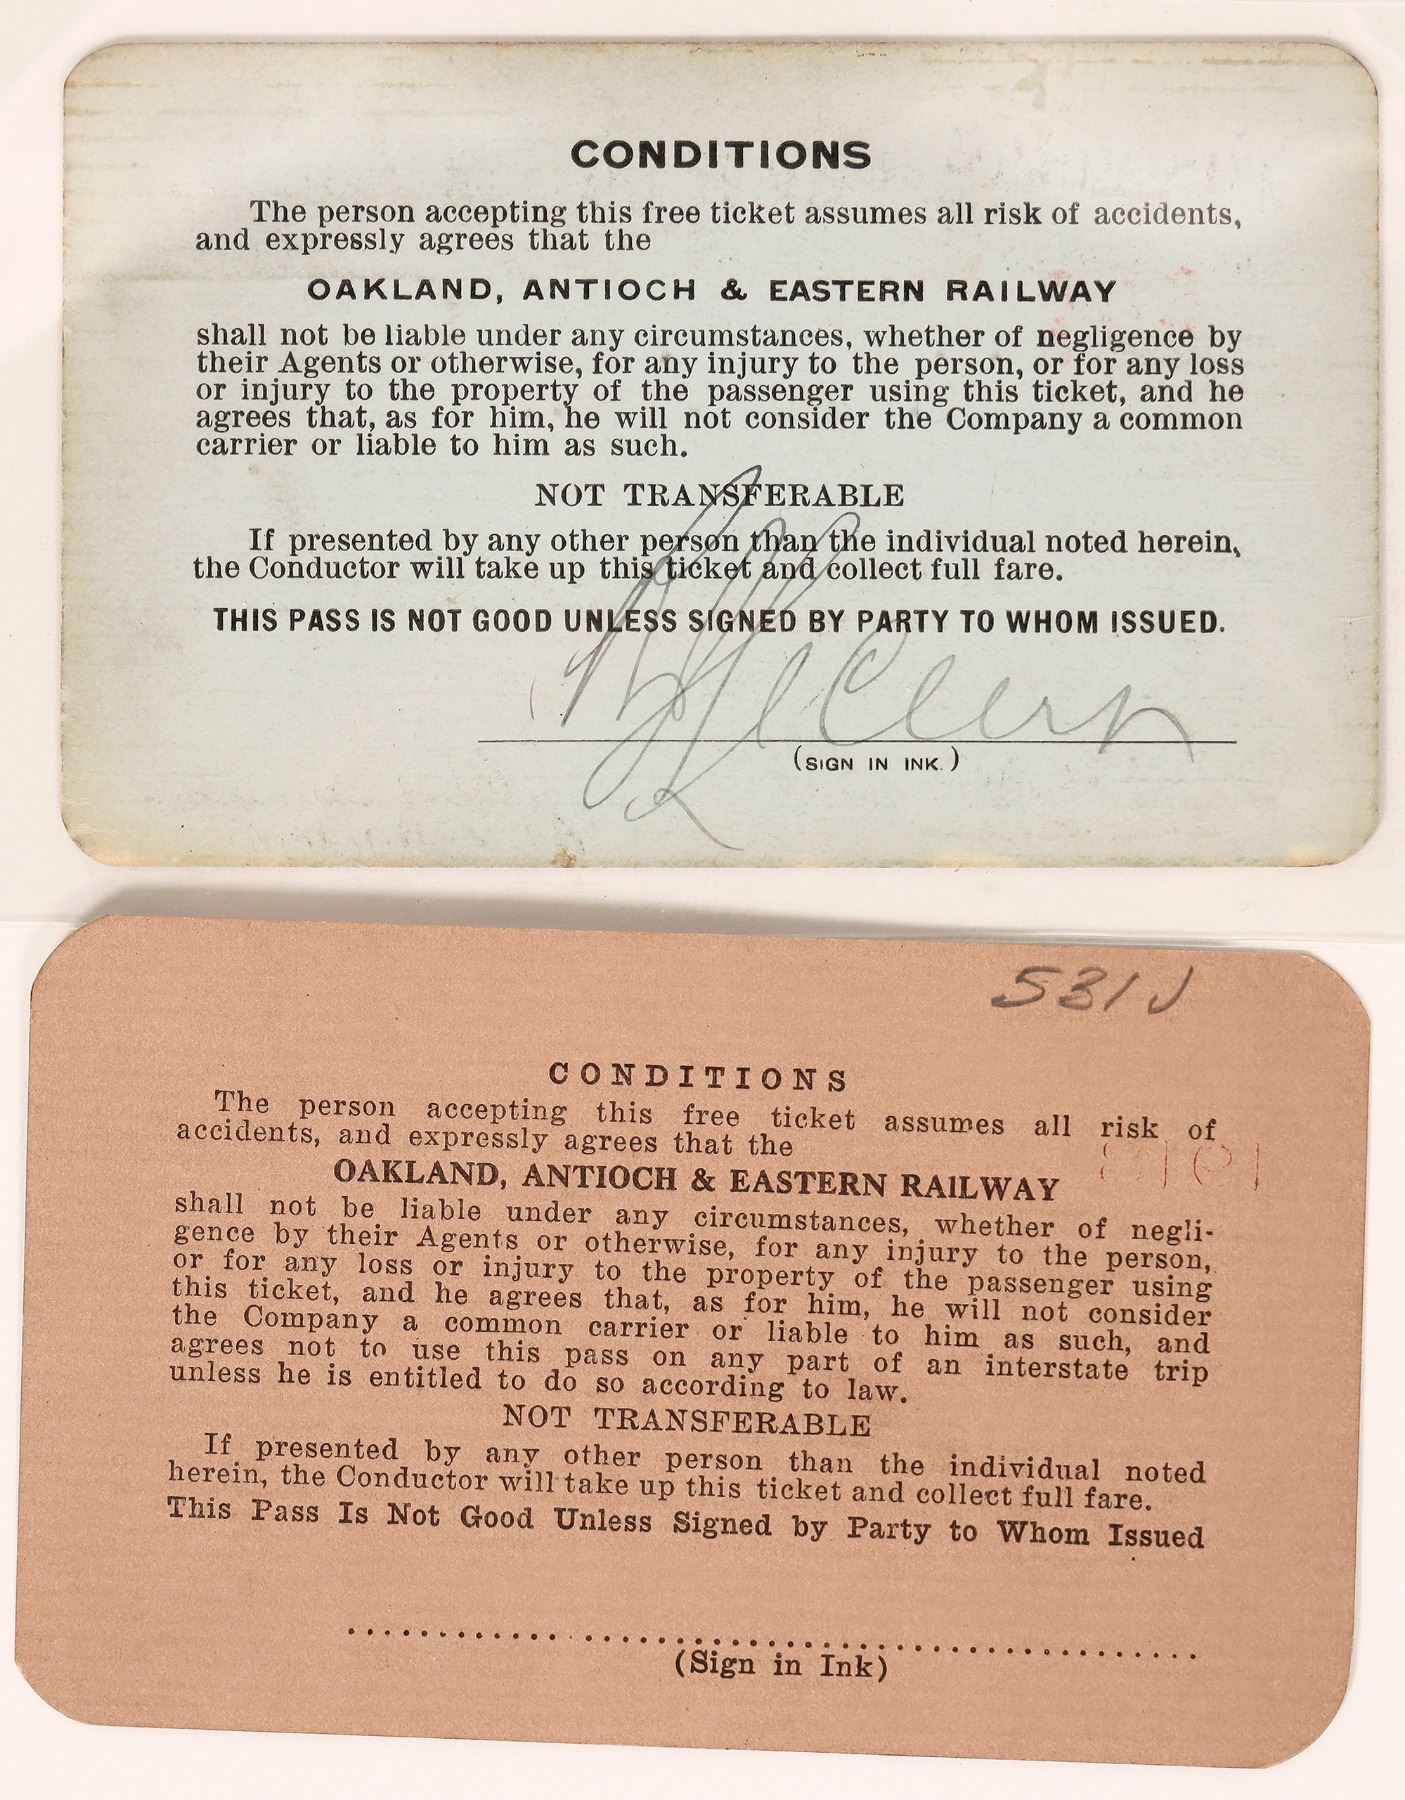 CONDITIONS
The person accepting this free ticket assumes all risk of accidents,
and expressly agrees that the
OAKLAND, ANTIOCH & EASTERN RAILWAY
shall not be liable under any circumstances, whether of negligence by
their Agents or otherwise, for any injury to the person, or for any loss
or injury to the property of the passenger using this ticket, and he
agrees that, as for him, he will not consider the Company a common
carrier or liable to him as such.
NOT TRANSFERABLE
If presented by any other person than the individual noted herein,
the Conductor will take up this ticket and collect full fare.
THIS PASS IS NOT GOOD UNLESS SIGNED BY PARTY TO WHOM ISSUED.
(SIGN IN INK.)
531J
CONDITIONS
The person accepting this free ticket assumes all risk of
accidents, and expressly agrees that the
OAKLAND, ANTIOCH & EASTERN RAILWAY
shall not be liable under any circumstances, whether of negli-
gence by their Agents or otherwise, for any injury to the person,
or for any loss or injury to the property of the passenger using
this ticket, and he agrees that, as for him, he will not consider
the Company a common carrier or liable to him as such, and
agrees not to use this pass on any part of an interstate trip
unless he is entitled to do so according to law.
NOT TRANSFERABLE
If presented by any other person than the individual noted
herein, the Conductor will take up this ticket and collect full fare.
This Pass Is Not Good Unless Signed by Party to Whom Issued
(Sign in Ink)